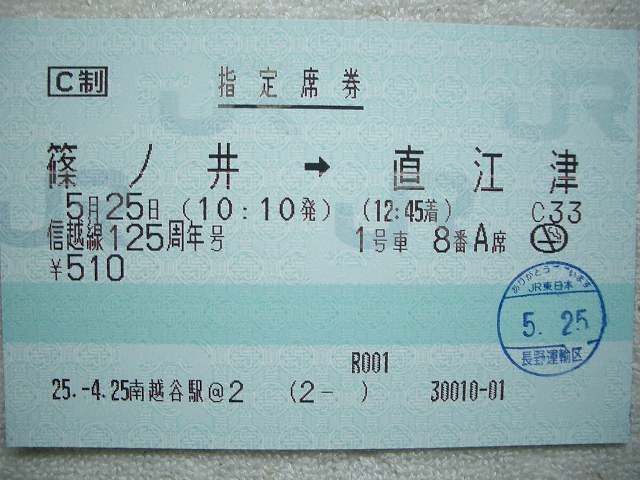 C制 指定席券
篠ノ井 → 直江津
5月25日 (10:10発) (12:45着) C33
信越線125周年号 1号車 8番A席
¥510
ありがとうございます
JR東日本
5. 25
長野運輸区
R001
25.-4.25南越谷駅@2 (2- ) 30010-01